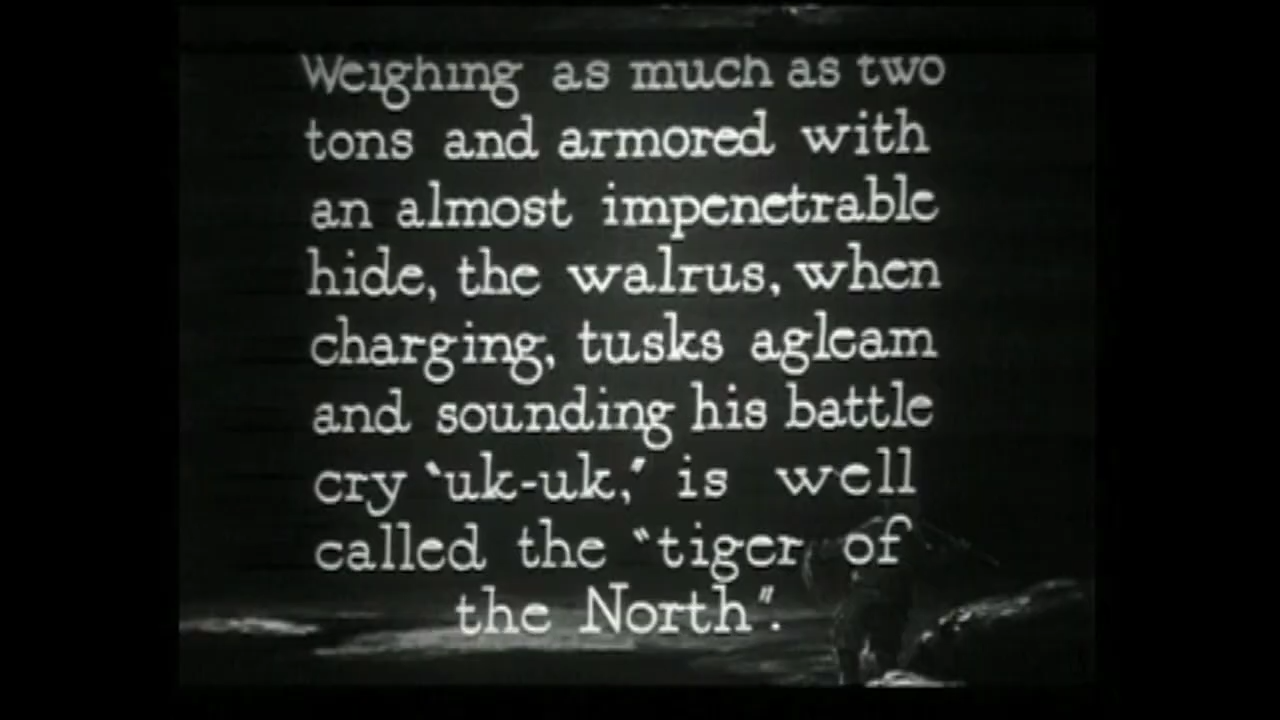 Weighing as much as two
tons and armored with
an almost impenetrable
hide, the walrus, when
charging, tusks agleam
and sounding his battle
cry "uk-uk," is well
called the "tiger of
the North".